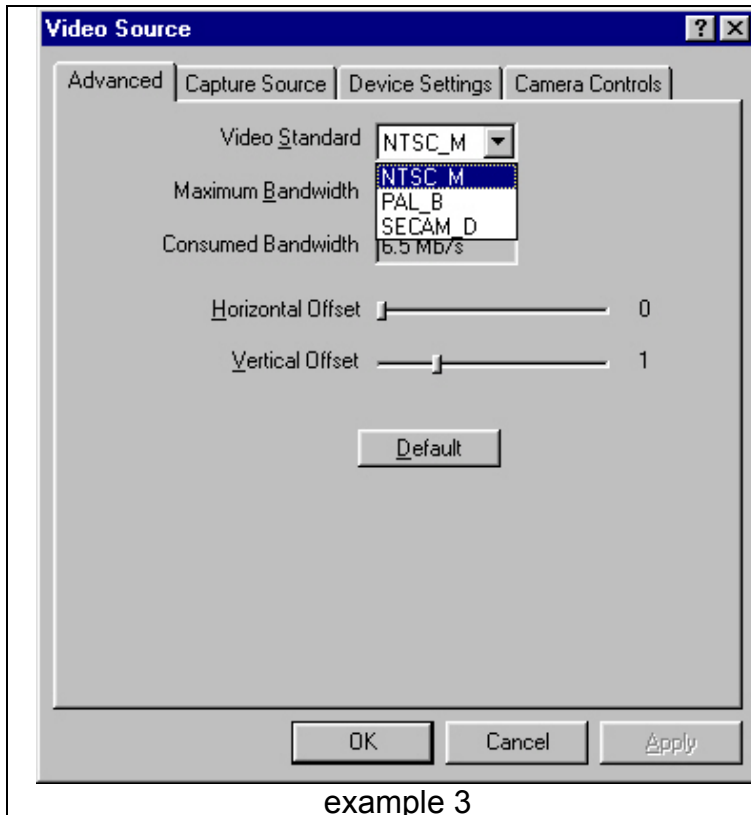 Video Source
Advanced Capture Source Device Settings Camera Controls
Video Standard NTSC_M
NTSC_M
PAL_B
SECAM_D
Maximum Bandwidth
Consumed Bandwidth 6.5 Mb/s
Horizontal Offset 0
Vertical Offset 1
Default
OK Cancel Apply
example 3